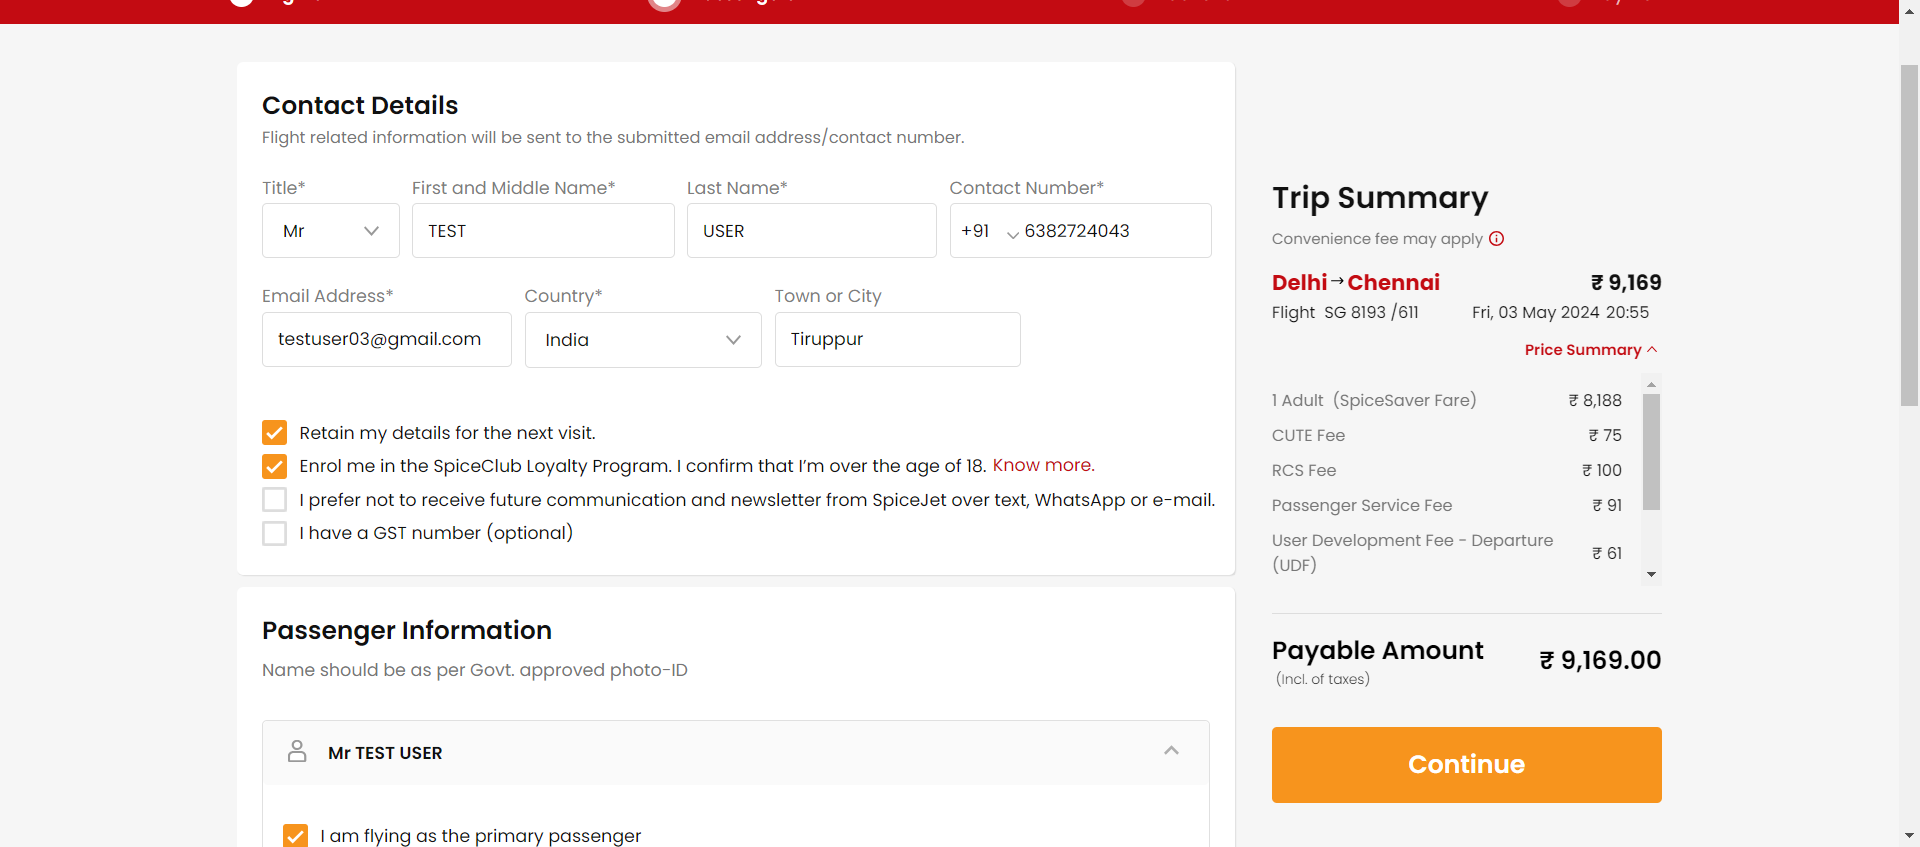 Contact Details
Flight related information will be sent to the submitted email address/contact number.
Title*
First and Middle Name*
Last Name*
Contact Number*
Mr
TEST
USER
+91
6382724043
Email Address*
Country*
Town or City
testuser03@gmail.com
India
Tiruppur
Retain my details for the next visit.
Enrol me in the SpiceClub Loyalty Program. I confirm that I'm over the age of 18. Know more.
I prefer not to receive future communication and newsletter from SpiceJet over text, WhatsApp or e-mail.
I have a GST number (optional)
Passenger Information
Name should be as per Govt. approved photo-ID
Mr TEST USER
I am flying as the primary passenger
Trip Summary
Convenience fee may apply
Delhi→Chennai ₹ 9,169
Flight SG 8193 /611 Fri, 03 May 2024 20:55
Price Summary
1 Adult (SpiceSaver Fare) ₹ 8,188
CUTE Fee ₹ 75
RCS Fee ₹ 100
Passenger Service Fee ₹ 91
User Development Fee - Departure
(UDF) ₹ 61
Payable Amount ₹ 9,169.00
(Incl. of taxes)
Continue